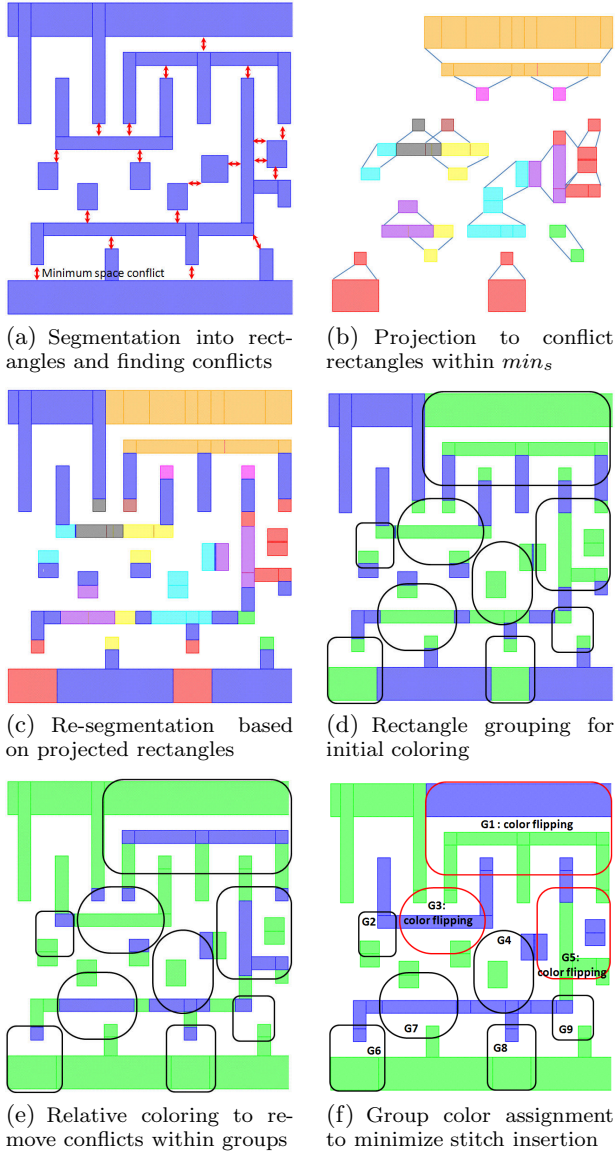 Minimum space conflict
(a) Segmentation into rect-
angles and finding conflicts
(b) Projection to conflict
rectangles within min_s
(c) Re-segmentation based
on projected rectangles
(d) Rectangle grouping for
initial coloring
G1: color flipping
G3:
color flipping
G2
G4
G5:
color flipping
G7
G9
G6
G8
(e) Relative coloring to re-
move conflicts within groups
(f) Group color assignment
to minimize stitch insertion